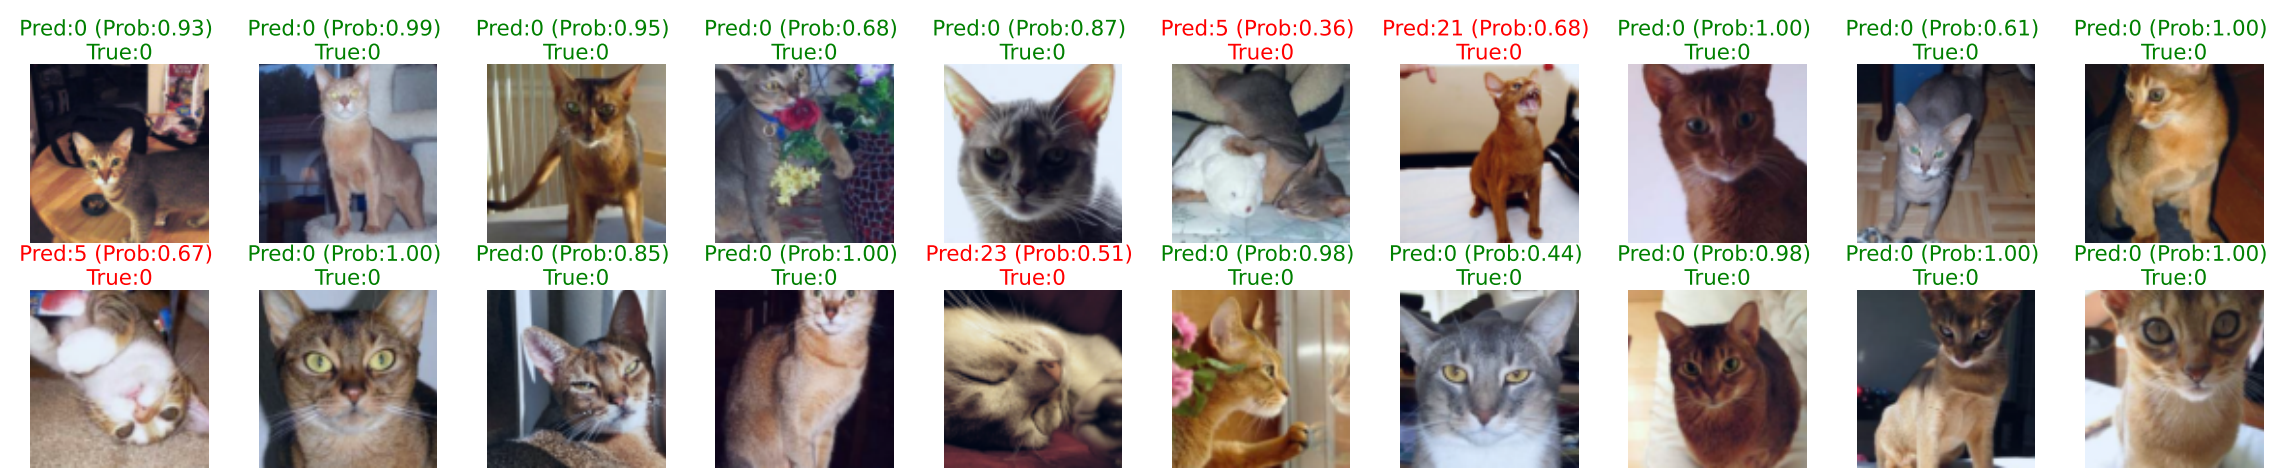 Pred:0 (Prob:0.93)
True:0
Pred:0 (Prob:0.99)
True:0
Pred:0 (Prob:0.95)
True:0
Pred:0 (Prob:0.68)
True:0
Pred:0 (Prob:0.87)
True:0
Pred:5 (Prob:0.36)
True:0
Pred:21 (Prob:0.68)
True:0
Pred:0 (Prob:1.00)
True:0
Pred:0 (Prob:0.61)
True:0
Pred:0 (Prob:1.00)
True:0
Pred:5 (Prob:0.67)
True:0
Pred:0 (Prob:1.00)
True:0
Pred:0 (Prob:0.85)
True:0
Pred:0 (Prob:1.00)
True:0
Pred:23 (Prob:0.51)
True:0
Pred:0 (Prob:0.98)
True:0
Pred:0 (Prob:0.44)
True:0
Pred:0 (Prob:0.98)
True:0
Pred:0 (Prob:1.00)
True:0
Pred:0 (Prob:1.00)
True:0